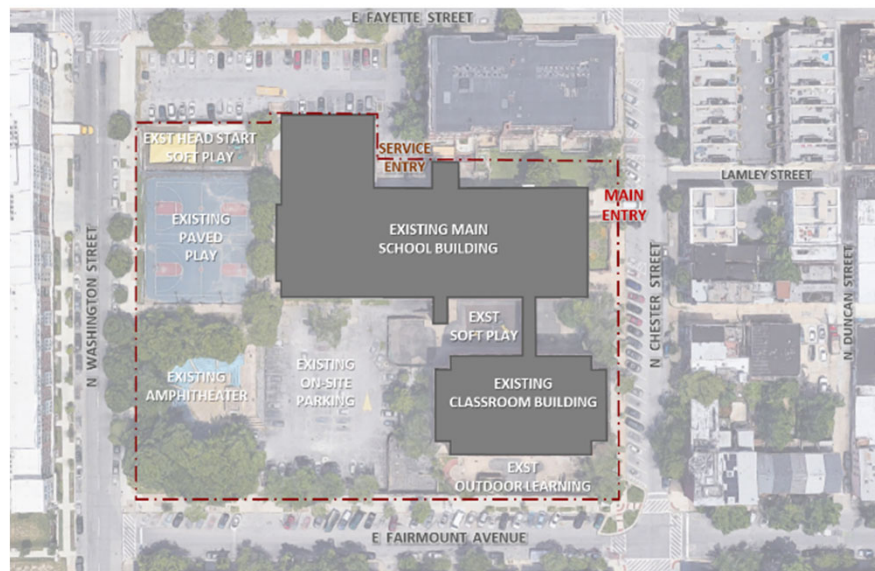 E FAYETTE STREET
EXST HEAD START
SOFT PLAY
SERVICE
ENTRY
LAMLEY STREET
MAIN
ENTRY
EXISTING
PAVED
PLAY
EXISTING MAIN
SCHOOL BUILDING
N WASHINGTON STREET
N CHESTER STREET
N DUNCAN STREET
EXST
SOFT PLAY
EXISTING
AMPHITHEATER
EXISTING
ON-SITE
PARKING
EXISTING
CLASSROOM BUILDING
EXST
OUTDOOR LEARNING
E FAIRMOUNT AVENUE